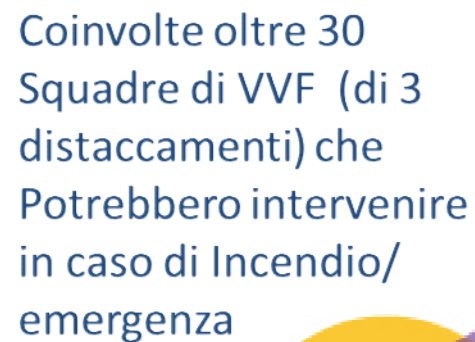 Coinvolte oltre 30
Squadre di VVF (di 3
distaccamenti) che
Potrebbero intervenire
in caso di Incendio/
emergenza